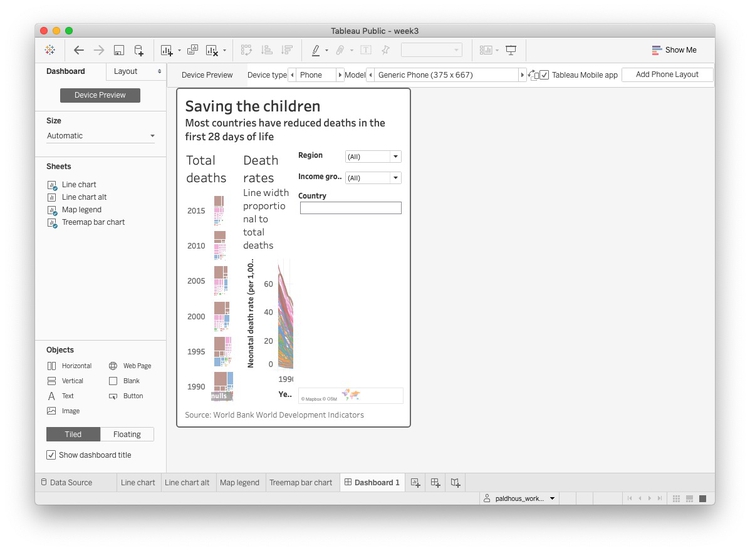 Tableau Public - week3
Show Me
Dashboard
Layout
Device Preview
Device type
Phone
Model
Generic Phone (375 x 667)
Tableau Mobile app
Add Phone Layout
Device Preview
Size
Automatic
Sheets
Line chart
Line chart alt
Map legend
Treemap bar chart
Objects
Horizontal
Web Page
Vertical
Blank
Text
Button
Image
Tiled
Floating
Show dashboard title
Saving the children
Most countries have reduced deaths in the
first 28 days of life
Total
deaths
2015
2010
2005
2000
1995
1990
nulls
Death
rates
Line width
proportio
nal to
total
deaths
Neonatal death rate (per 1,00..
60
40
20
0
1990
Ye..
Region
(All)
Income gro..
(All)
Country
© Mapbox © OSM
Source: World Bank World Development Indicators
Data Source
Line chart
Line chart alt
Map legend
Treemap bar chart
Dashboard 1
paldhous_work...